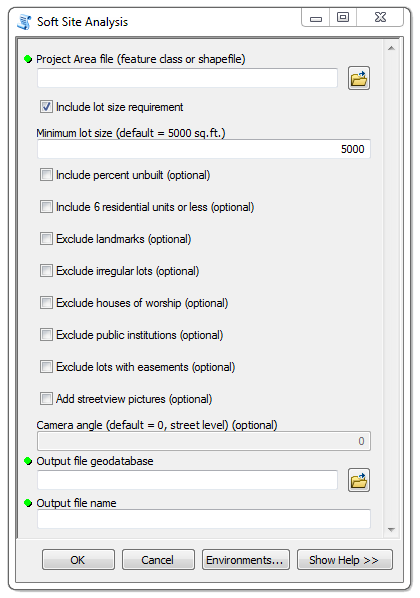 Soft Site Analysis
Project Area file (feature class or shapefile)
Include lot size requirement
Minimum lot size (default = 5000 sq.ft.)
5000
Include percent unbuilt (optional)
Include 6 residential units or less (optional)
Exclude landmarks (optional)
Exclude irregular lots (optional)
Exclude houses of worship (optional)
Exclude public institutions (optional)
Exclude lots with easements (optional)
Add streetview pictures (optional)
Camera angle (default = 0, street level) (optional)
0
Output file geodatabase
Output file name
OK Cancel Environments... Show Help >>